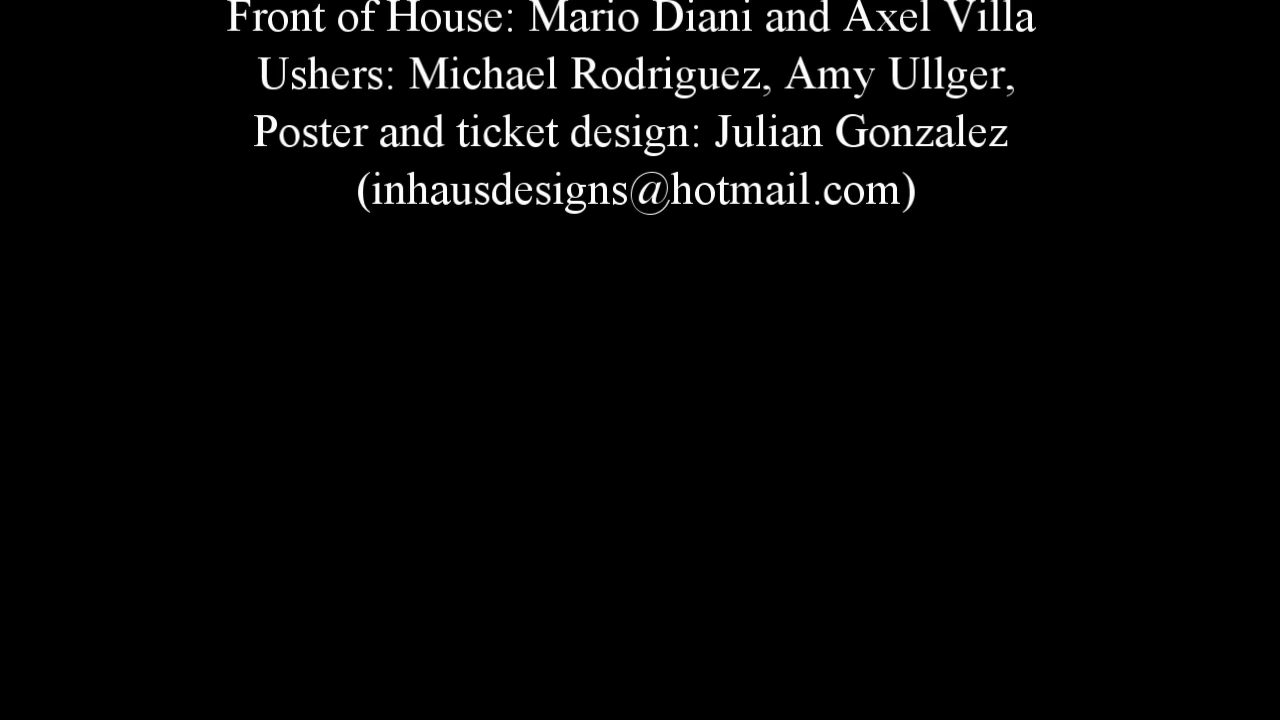 Front of House: Mario Diani and Axel Villa
Ushers: Michael Rodriguez, Amy Ullger,
Poster and ticket design: Julian Gonzalez
(inhausdesigns@hotmail.com)